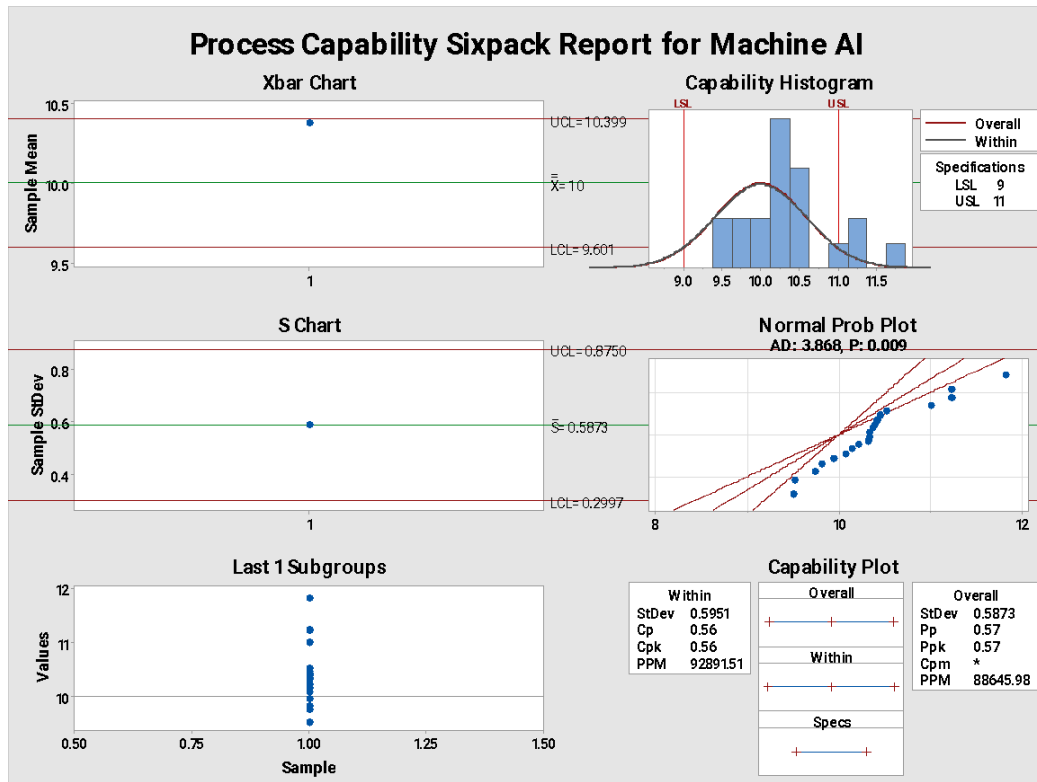 Process Capability Sixpack Report for Machine AI
Xbar Chart
Sample Mean
10.5
10.0
9.5
1
UCL=10.399
X=10
LCL=9.601
Capability Histogram
LSL
USL
9.0 9.5 10.0 10.5 11.0 11.5
Overall
Within
Specifications
LSL 9
USL 11
S Chart
Sample StDev
0.8
0.6
0.4
1
UCL=0.8750
S=0.5873
LCL=0.2997
Normal Prob Plot
AD: 3.868, P: 0.009
8 10 12
Last 1 Subgroups
Values
12
11
10
0.50 0.75 1.00 1.25 1.50
Sample
Capability Plot
Within
StDev 0.5951
Cp 0.56
Cpk 0.56
PPM 92891.51
Overall
Within
Specs
Overall
StDev 0.5873
Pp 0.57
Ppk 0.57
Cpm *
PPM 88645.98